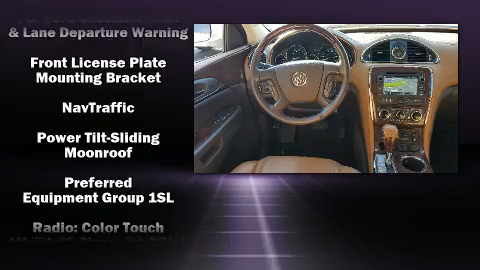 & Lane Departure Warning
Front License Plate
Mounting Bracket
NavTraffic
Power Tilt-Sliding
Moonroof
Preferred
Equipment Group 1SL
Radio: Color Touch